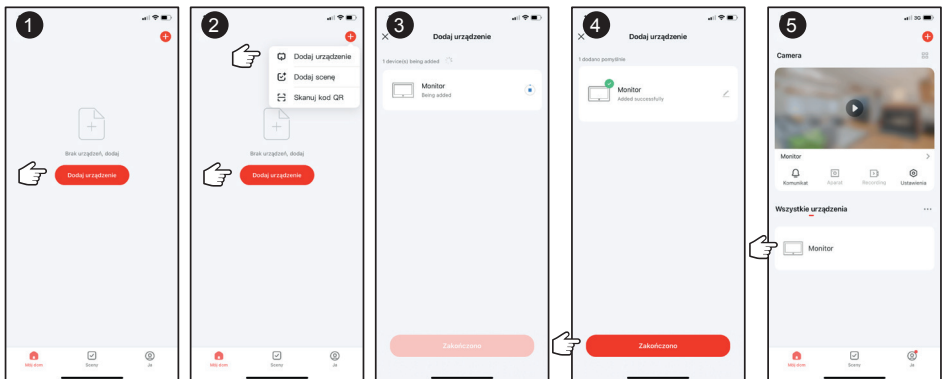 1
Brak urządzeń, dodaj
Dodaj urządzenie
Mój dom
Sceny
Ja
2
Dodaj urządzenie
Dodaj scenę
Skanuj kod QR
Brak urządzeń, dodaj
Dodaj urządzenie
Mój dom
Sceny
Ja
3
Dodaj urządzenie
1 device(s) being added
Monitor
Being added
Zakończono
4
Dodaj urządzenie
1 dodano pomyślnie
Monitor
Added successfully
Zakończono
5
3G
Camera
Monitor
Komunikat
Aparat
Recording
Ustawienia
Wszystkie urządzenia
Monitor
Mój dom
Sceny
Ja